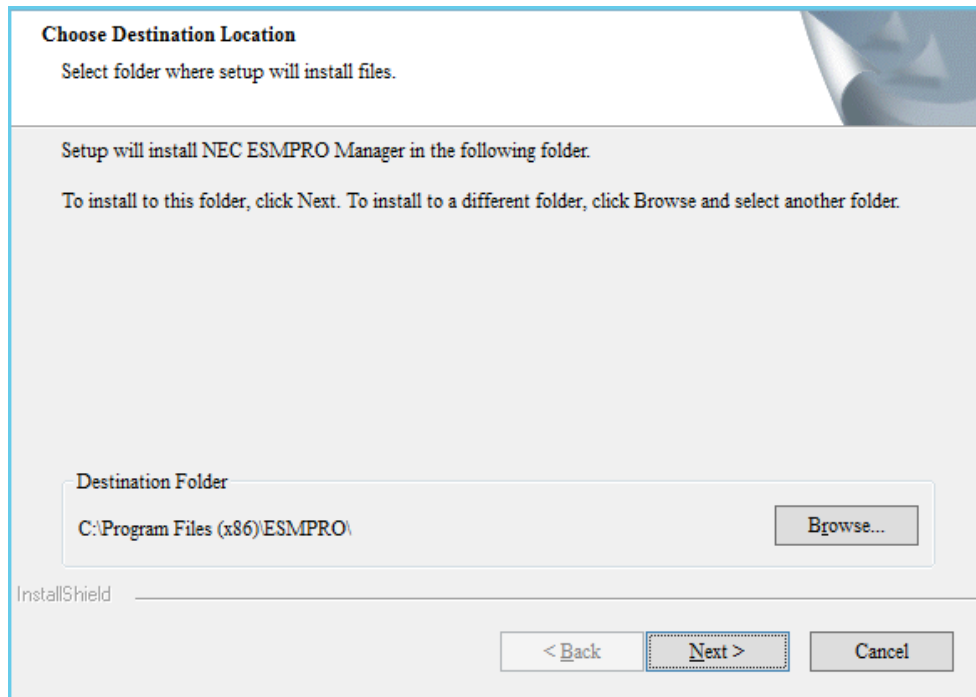 Choose Destination Location
Select folder where setup will install files.
Setup will install NEC ESMPRO Manager in the following folder.
To install to this folder, click Next. To install to a different folder, click Browse and select another folder.
Destination Folder
C:\Program Files (x86)\ESMPRO\
Browse...
InstallShield
< Back
Next >
Cancel